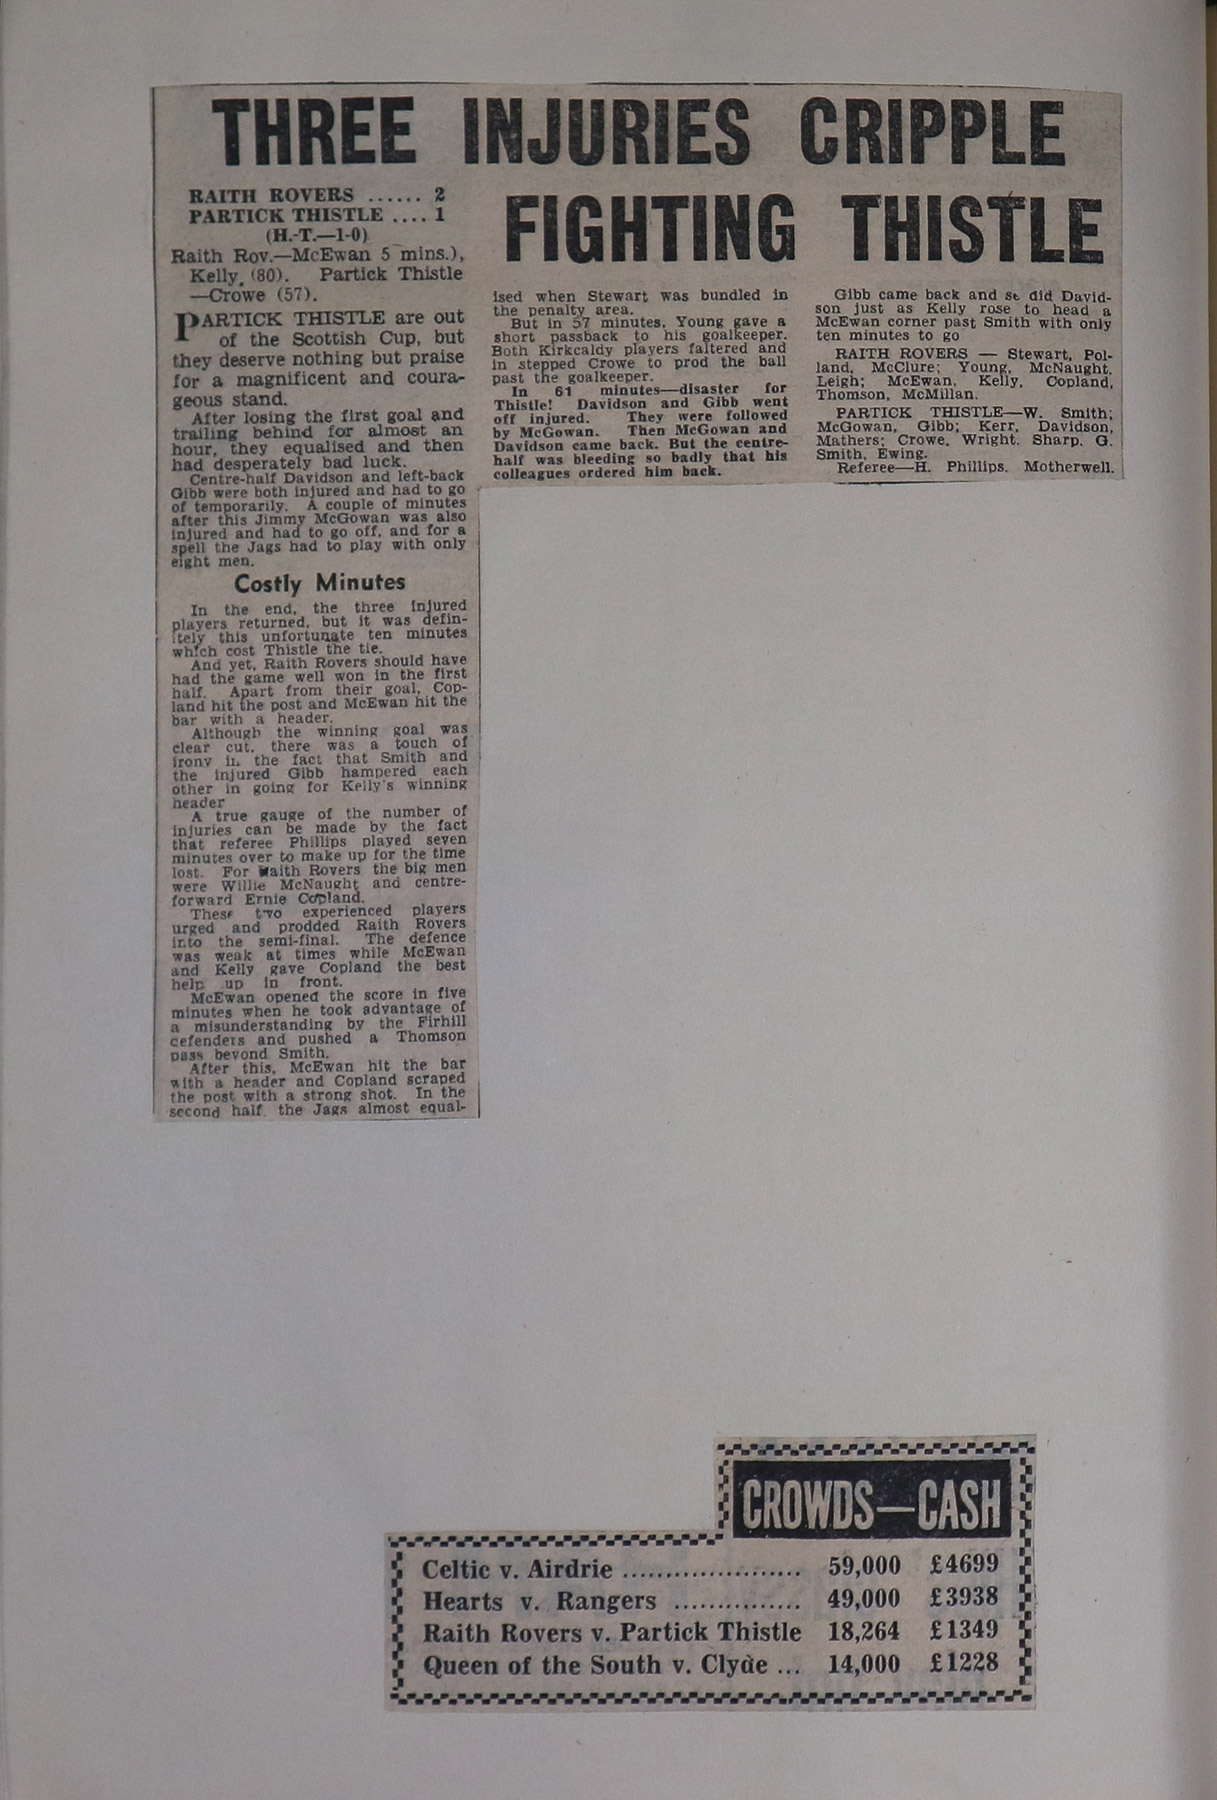 THREE INJURIES CRIPPLE
FIGHTING THISTLE
RAITH ROVERS ...... 2
PARTICK THISTLE .... 1
(H.-T.—1-0)
Raith Rov.—McEwan 5 mins.),
Kelly, (80). Partick Thistle
—Crowe (57).
PARTICK THISTLE are out
of the Scottish Cup, but
they deserve nothing but praise
for a magnificent and coura-
geous stand.
After losing the first goal and
trailing behind for almost an
hour, they equalised and then
had desperately bad luck.
Centre-half Davidson and left-back
Gibb were both injured and had to go
of temporarily. A couple of minutes
after this Jimmy McGowan was also
injured and had to go off, and for a
spell the Jags had to play with only
eight men.
Costly Minutes
In the end, the three injured
players returned, but it was defin-
itely this unfortunate ten minutes
which cost Thistle the tie.
And yet, Raith Rovers should have
had the game well won in the first
half. Apart from their goal, Cop-
land hit the post and McEwan hit the
bar with a header.
Although the winning goal was
clear cut, there was a touch of
irony in the fact that Smith and
the injured Gibb hampered each
other in going for Kelly's winning
header
A true gauge of the number of
injuries can be made by the fact
that referee Phillips played seven
minutes over to make up for the time
lost. For Raith Rovers the big men
were Willie McNaught and centre-
forward Ernie Copland.
These two experienced players
urged and prodded Raith Rovers
into the semi-final. The defence
was weak at times while McEwan
and Kelly gave Copland the best
help up in front.
McEwan opened the score in five
minutes when he took advantage of
a misunderstanding by the Firhill
defenders and pushed a Thomson
pass beyond Smith.
After this, McEwan hit the bar
with a header and Copland scraped
the post with a strong shot. In the
second half the Jags almost equal-
ised when Stewart was bundled in
the penalty area.
But in 57 minutes, Young gave a
short passback to his goalkeeper.
Both Kirkcaldy players faltered and
in stepped Crowe to prod the ball
past the goalkeeper.
In 61 minutes—disaster for
Thistle! Davidson and Gibb went
off injured. They were followed
by McGowan. Then McGowan and
Davidson came back. But the centre-
half was bleeding so badly that his
colleagues ordered him back.
Gibb came back and so did David-
son just as Kelly rose to head a
McEwan corner past Smith with only
ten minutes to go
RAITH ROVERS — Stewart, Pol-
land, McClure; Young, McNaught,
Leigh; McEwan, Kelly, Copland,
Thomson, McMillan.
PARTICK THISTLE—W. Smith;
McGowan, Gibb; Kerr, Davidson,
Mathers; Crowe, Wright, Sharp, G.
Smith, Ewing.
Referee—H. Phillips, Motherwell.
CROWDS—CASH
Celtic v. Airdrie ..................... 59,000 £4699
Hearts v. Rangers ............... 49,000 £3938
Raith Rovers v. Partick Thistle 18,264 £1349
Queen of the South v. Clyde ... 14,000 £1228